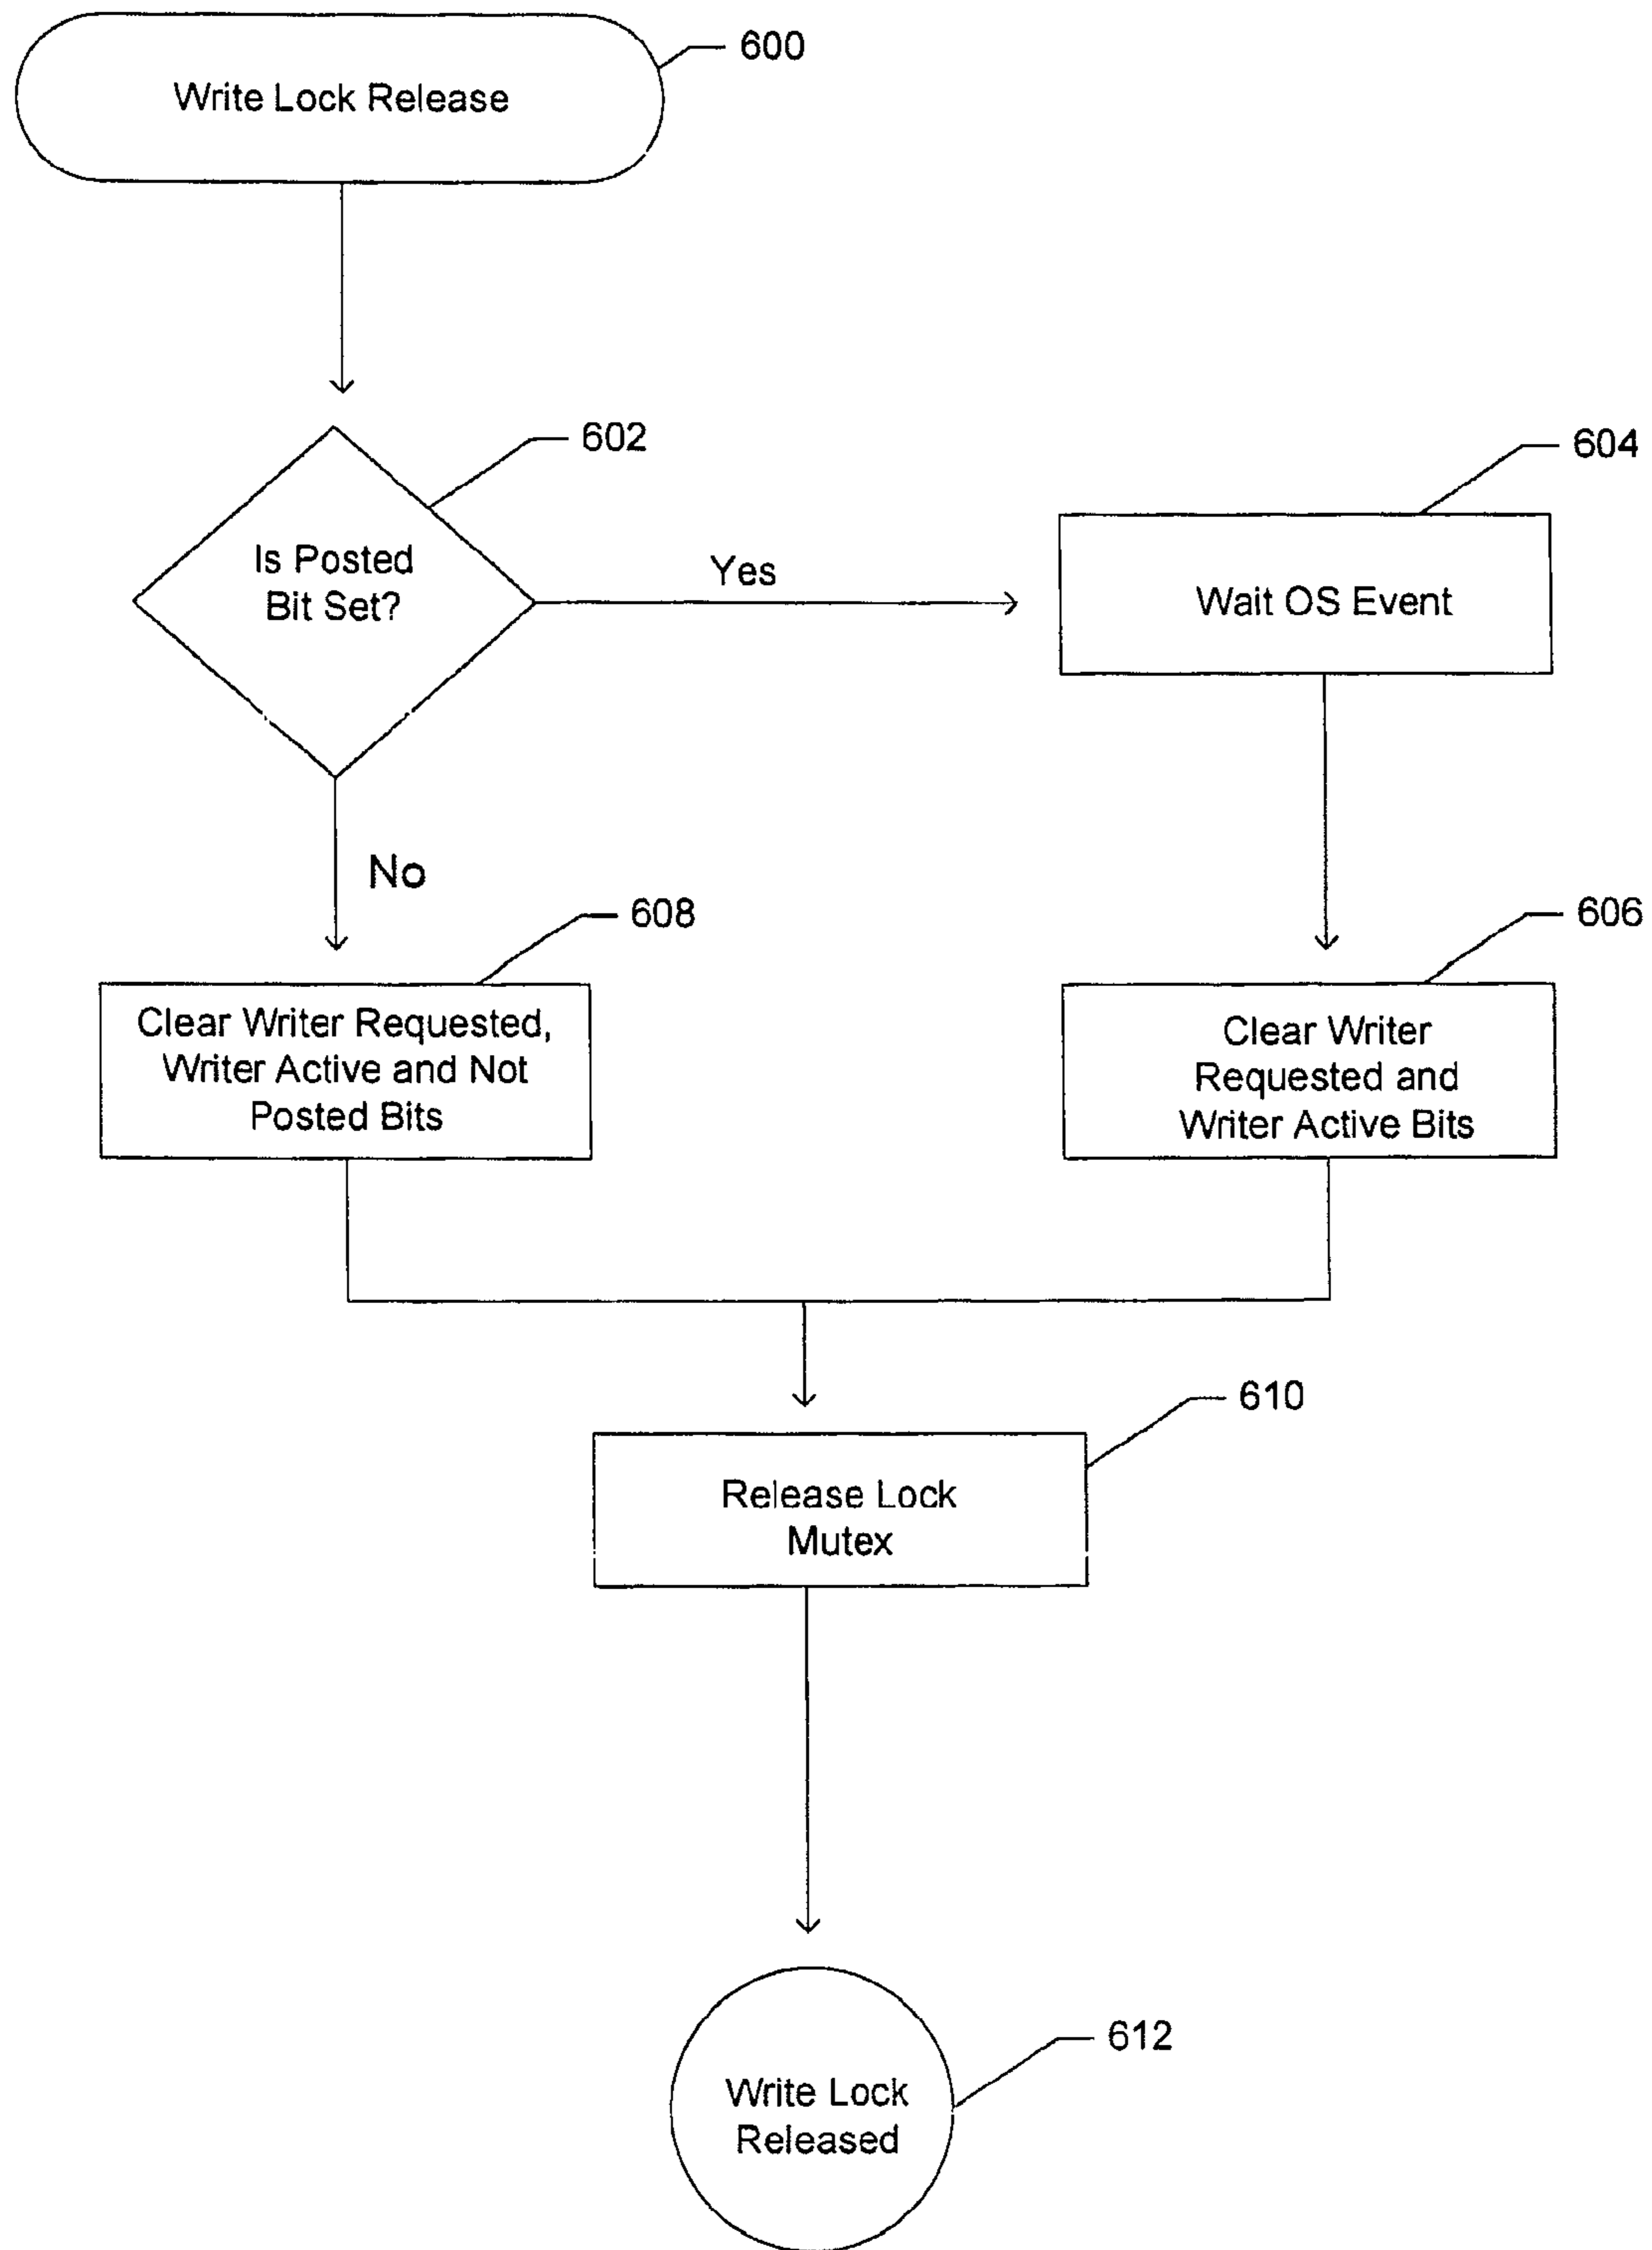 600
Write Lock Release
602
604
Is Posted
Bit Set?
Yes
Wait OS Event
No
608
606
Clear Writer Requested,
Writer Active and Not
Posted Bits
Clear Writer
Requested and
Writer Active Bits
610
Release Lock
Mutex
612
Write Lock
Released